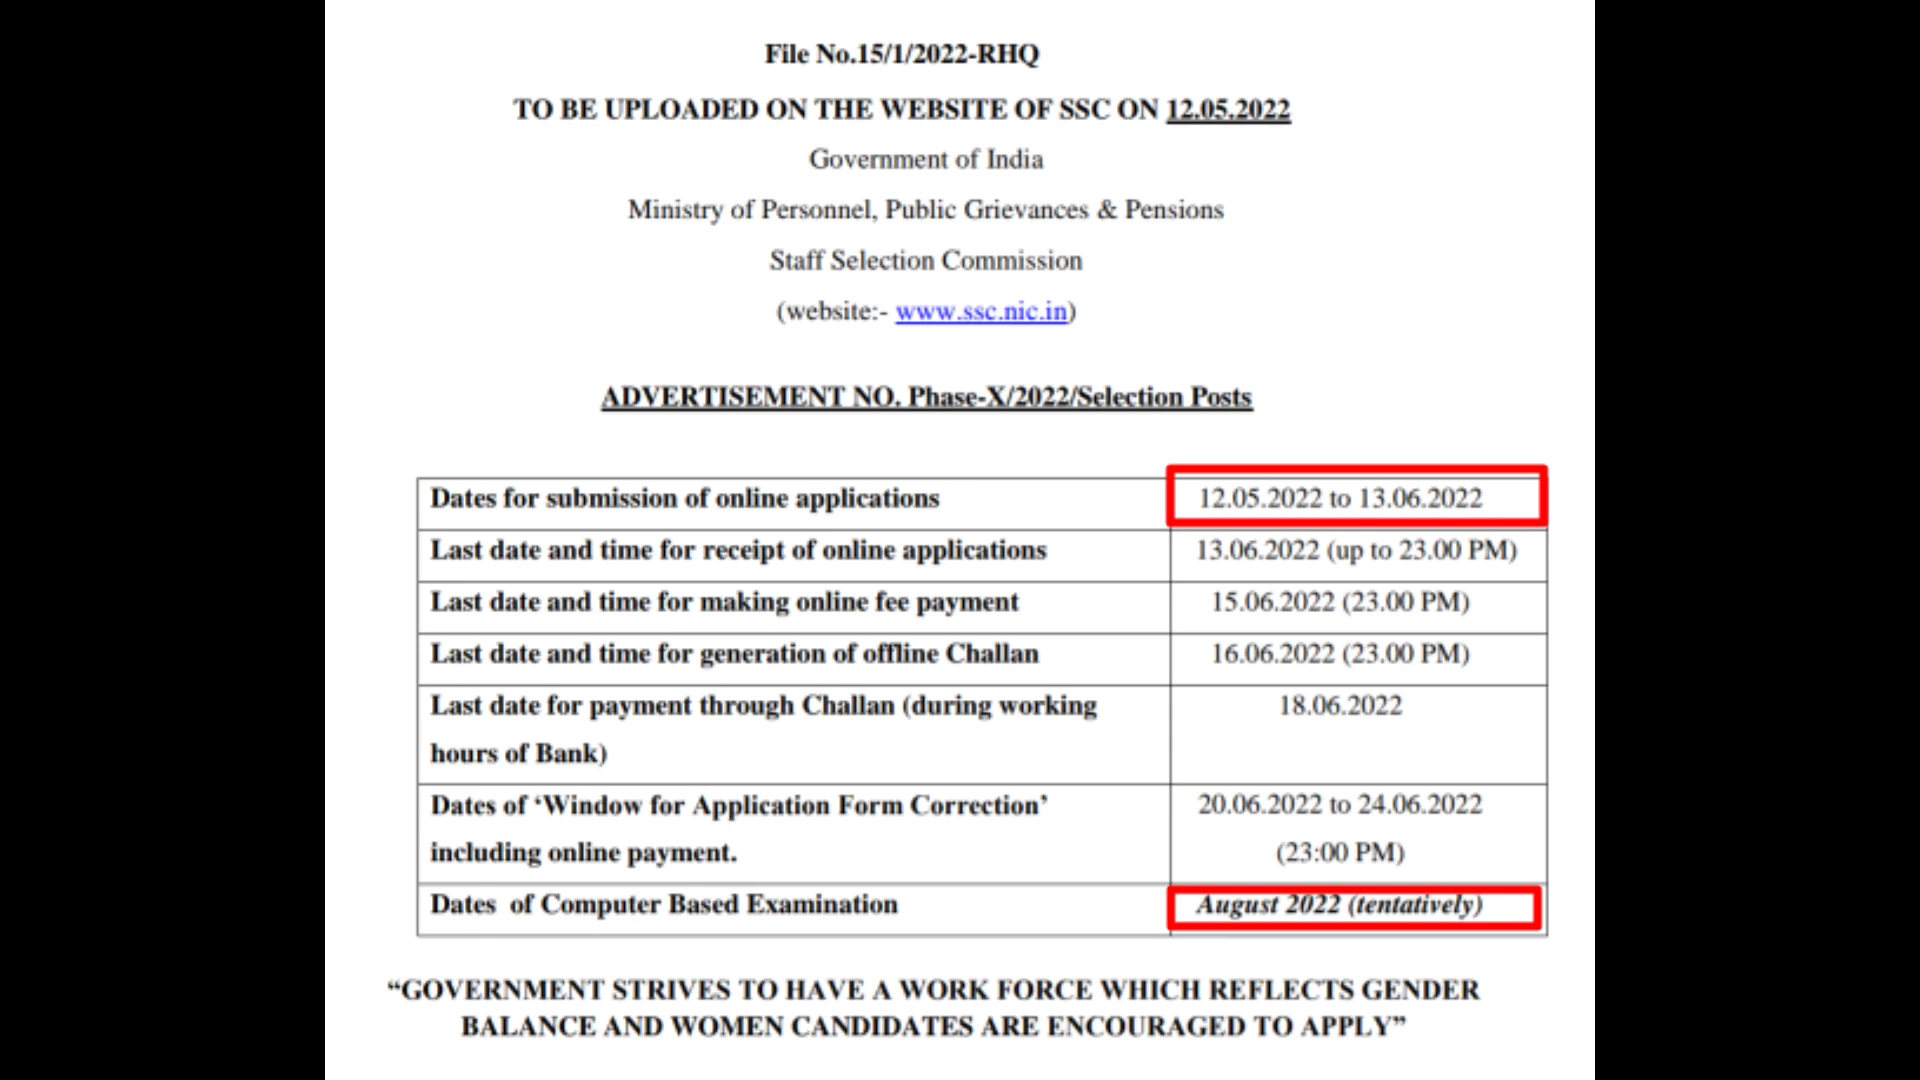 File No.15/1/2022-RHQ
TO BE UPLOADED ON THE WEBSITE OF SSC ON 12.05.2022
Government of India
Ministry of Personnel, Public Grievances & Pensions
Staff Selection Commission
(website:- www.ssc.nic.in)
ADVERTISEMENT NO. Phase-X/2022/Selection Posts
Dates for submission of online applications 12.05.2022 to 13.06.2022
Last date and time for receipt of online applications 13.06.2022 (up to 23.00 PM)
Last date and time for making online fee payment 15.06.2022 (23.00 PM)
Last date and time for generation of offline Challan 16.06.2022 (23.00 PM)
Last date for payment through Challan (during working 18.06.2022
hours of Bank)
Dates of ‘Window for Application Form Correction’ 20.06.2022 to 24.06.2022
including online payment. (23:00 PM)
Dates of Computer Based Examination August 2022 (tentatively)
“GOVERNMENT STRIVES TO HAVE A WORK FORCE WHICH REFLECTS GENDER
BALANCE AND WOMEN CANDIDATES ARE ENCOURAGED TO APPLY”